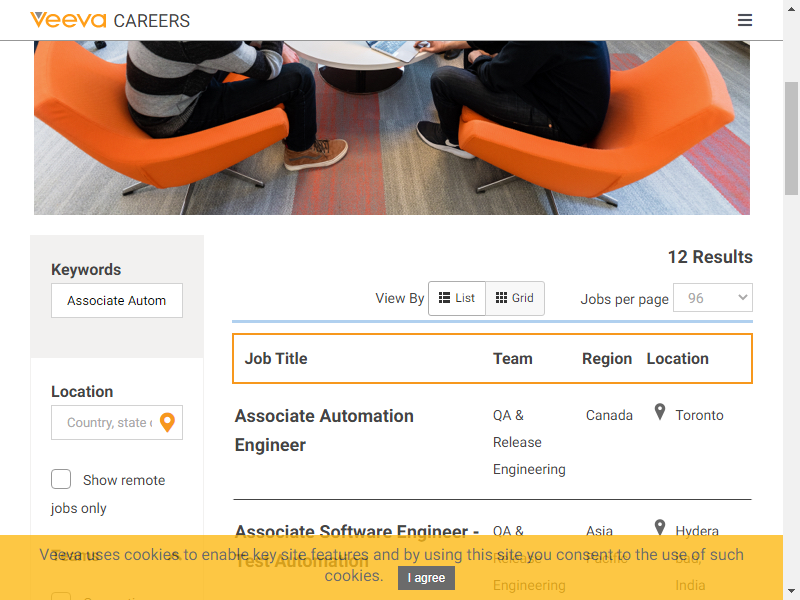 Veeva CAREERS
12 Results
Keywords
Associate Autom
View By List Grid Jobs per page 96
Job Title Team Region Location
Location
Country, state c
Show remote
jobs only
Associate Automation
Engineer
QA &
Release
Engineering
Canada
Toronto
Associate Software Engineer -
Test Automation
QA &
Release
Engineering
Asia
Pacific
Hydera
bad,
India
Teams
Veeva uses cookies to enable key site features and by using this site you consent to the use of such
cookies. I agree